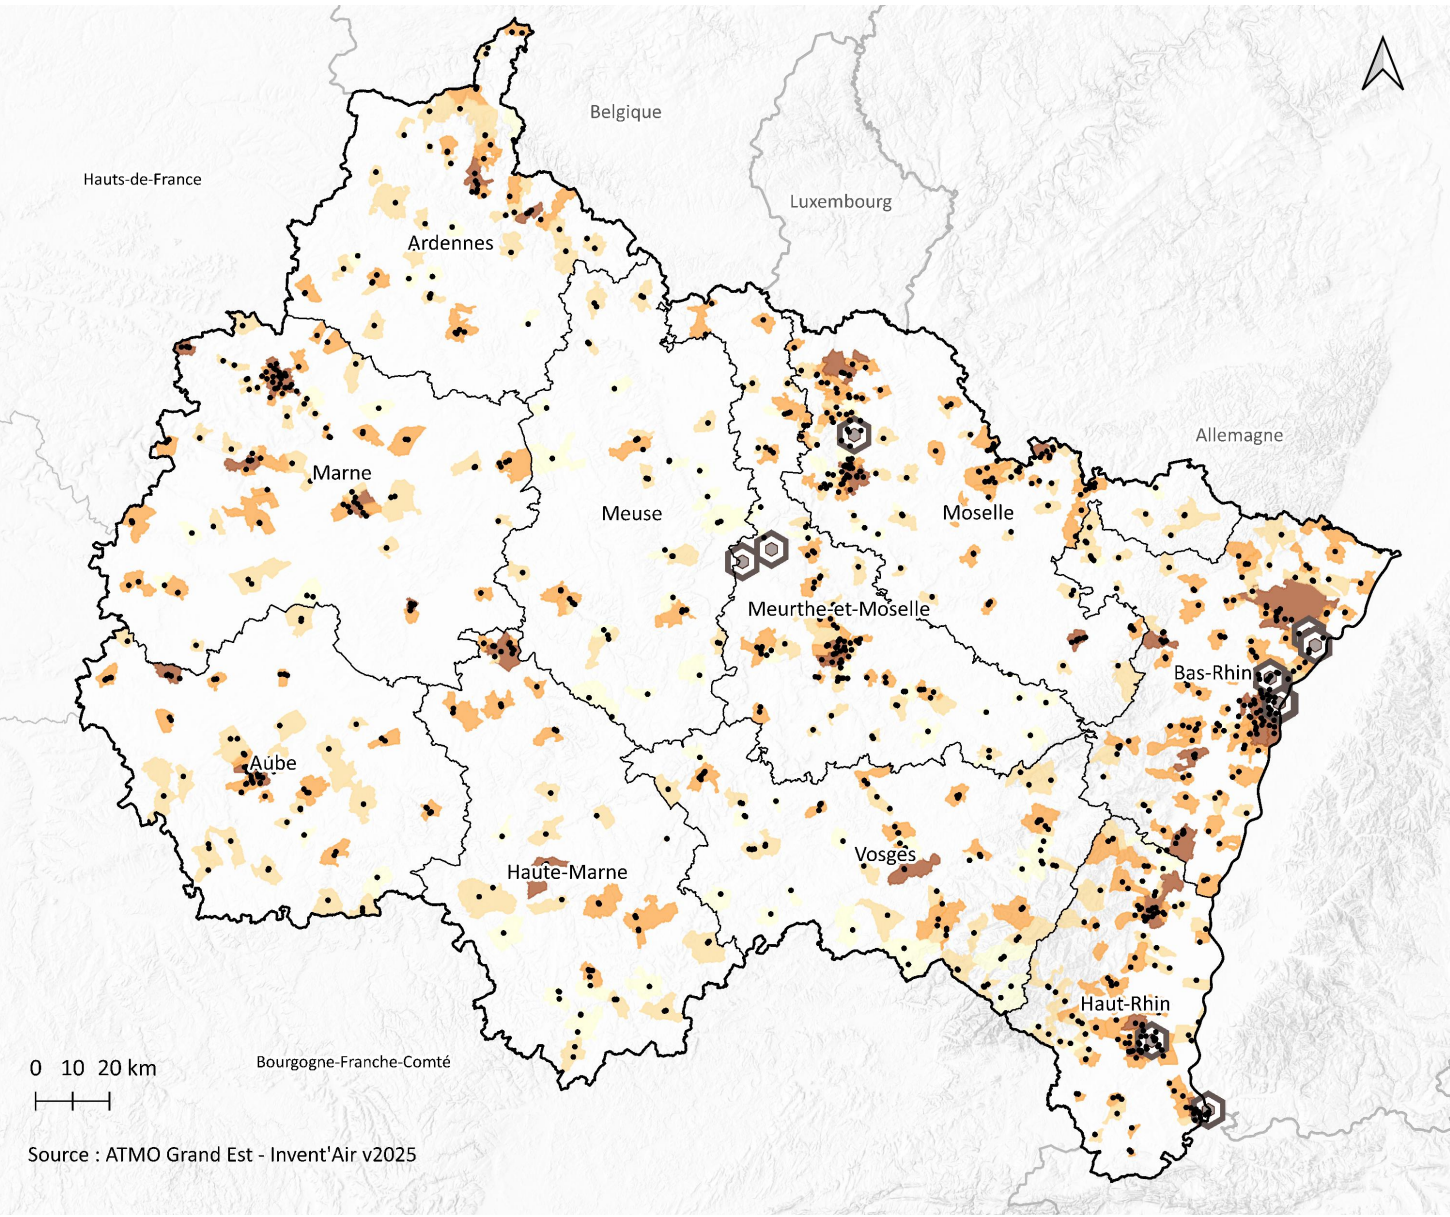 Belgique
Hauts-de-France
Luxembourg
Ardennes
Allemagne
Marne
Meuse
Moselle
Meurthe-et-Moselle
Bas-Rhin
Aube
Vosges
Haute-Marne
Haut-Rhin
Bourgogne-Franche-Comté
0 10 20 km
Source : ATMO Grand Est - Invent'Air v2025